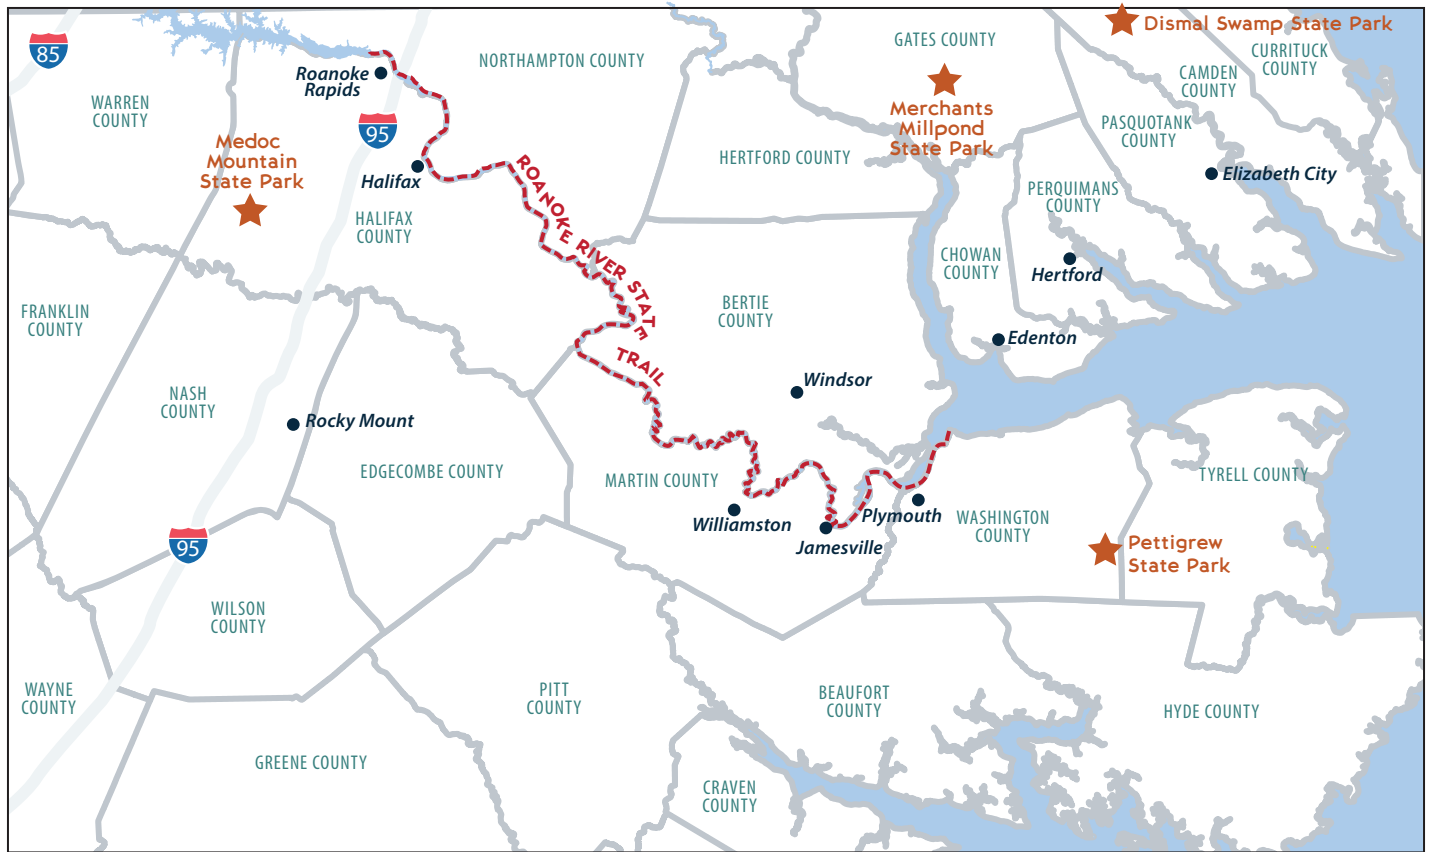 Dismal Swamp State Park
85
GATES COUNTY
CURRITUCK
COUNTY
NORTHAMPTON COUNTY
Roanoke
Rapids
CAMDEN
COUNTY
WARREN
COUNTY
95
Merchants
Millpond
State Park
PASQUOTANK
COUNTY
Medoc
Mountain
State Park
HERTFORD COUNTY
Halifax
Elizabeth City
PERQUIMANS
COUNTY
HALIFAX
COUNTY
ROANOKE RIVER STATE TRAIL
CHOWAN
COUNTY
Hertford
FRANKLIN
COUNTY
BERTIE
COUNTY
Edenton
Windsor
NASH
COUNTY
Rocky Mount
EDGECOMBE COUNTY
MARTIN COUNTY
TYRELL COUNTY
Williamston
Plymouth
WASHINGTON
COUNTY
Jamesville
95
Pettigrew
State Park
WILSON
COUNTY
WAYNE
COUNTY
PITT
COUNTY
BEAUFORT
COUNTY
HYDE COUNTY
GREENE COUNTY
CRAVEN
COUNTY